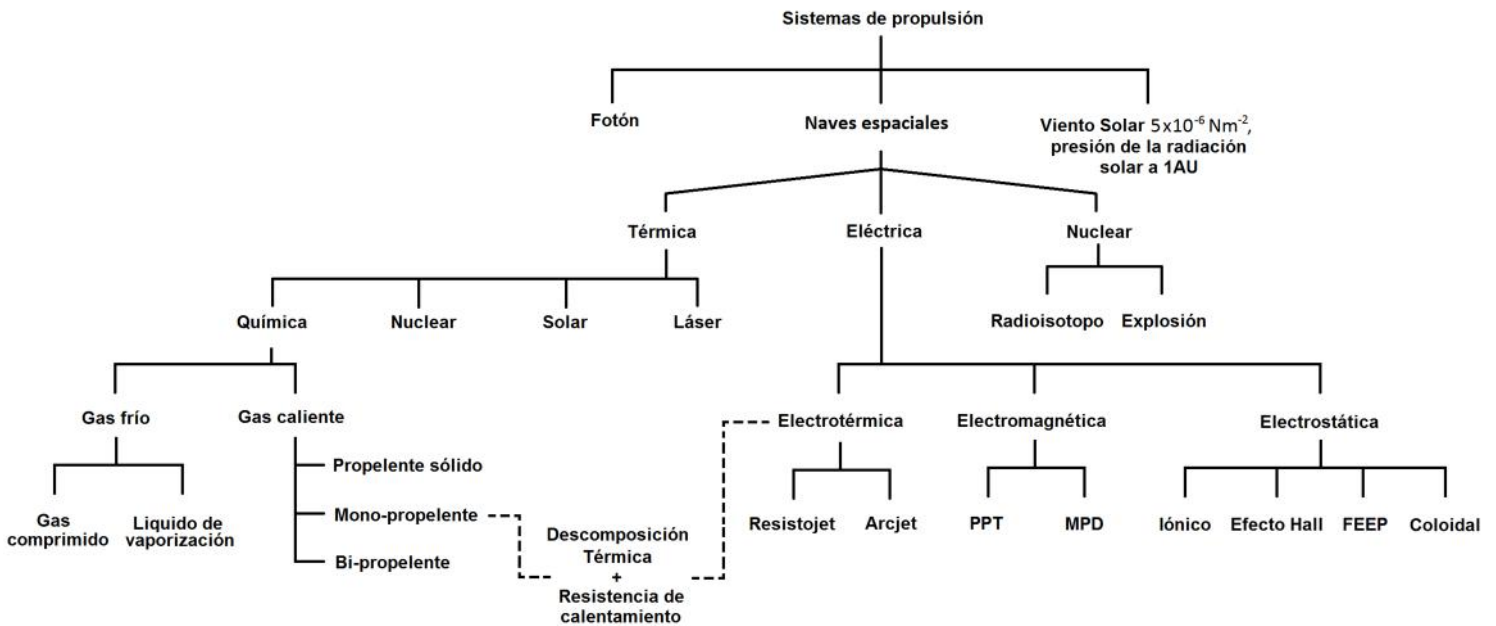 Sistemas de propulsión
Fotón
Naves espaciales
Viento Solar 5x10⁻⁶ Nm⁻²,
presión de la radiación
solar a 1AU
Térmica
Eléctrica
Nuclear
Química
Nuclear
Solar
Láser
Radioisotopo
Explosión
Gas frío
Gas caliente
Electrotérmica
Electromagnética
Electrostática
Propelente sólido
Mono-propelente
Bi-propelente
Gas
comprimido
Liquido de
vaporización
Descomposición
Térmica
+
Resistencia de
calentamiento
Resistojet
Arcjet
PPT
MPD
Iónico
Efecto Hall
FEEP
Coloidal